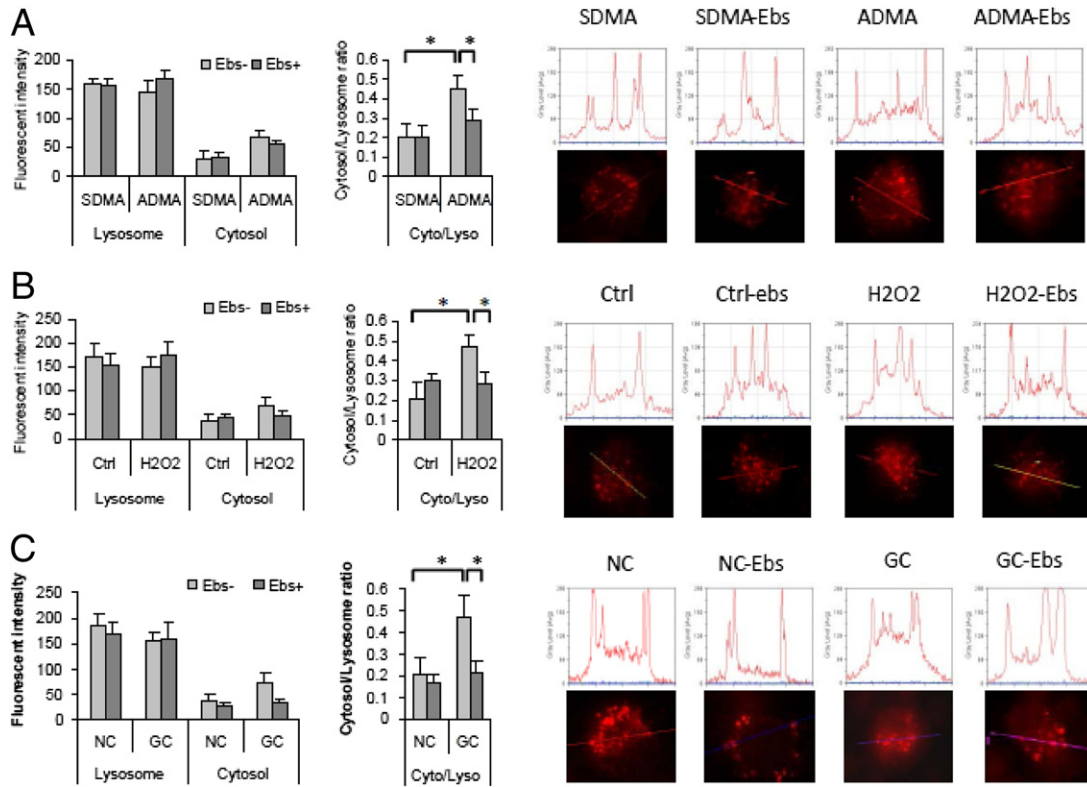 A
Fluorescent intensity
200
150
100
50
0
Ebs- Ebs+
SDMA ADMA SDMA ADMA
Lysosome Cytosol
Cytosol/Lysosome ratio
0.6
0.5
0.4
0.3
0.2
0.1
0
* *
SDMA ADMA
Cyto/Lyso
SDMA SDMA-Ebs ADMA ADMA-Ebs
B
Fluorescent intensity
250
200
150
100
50
0
Ebs- Ebs+
Ctrl H2O2 Ctrl H2O2
Lysosome Cytosol
Cytosol/Lysosome ratio
0.6
0.5
0.4
0.3
0.2
0.1
0
* *
Ctrl H2O2
Cyto/Lyso
Ctrl Ctrl-ebs H2O2 H2O2-Ebs
C
Fluorescent intensity
250
200
150
100
50
0
Ebs- Ebs+
NC GC NC GC
Lysosome Cytosol
Cytosol/Lysosome ratio
0.6
0.5
0.4
0.3
0.2
0.1
0
* *
NC GC
Cyto/Lyso
NC NC-Ebs GC GC-Ebs